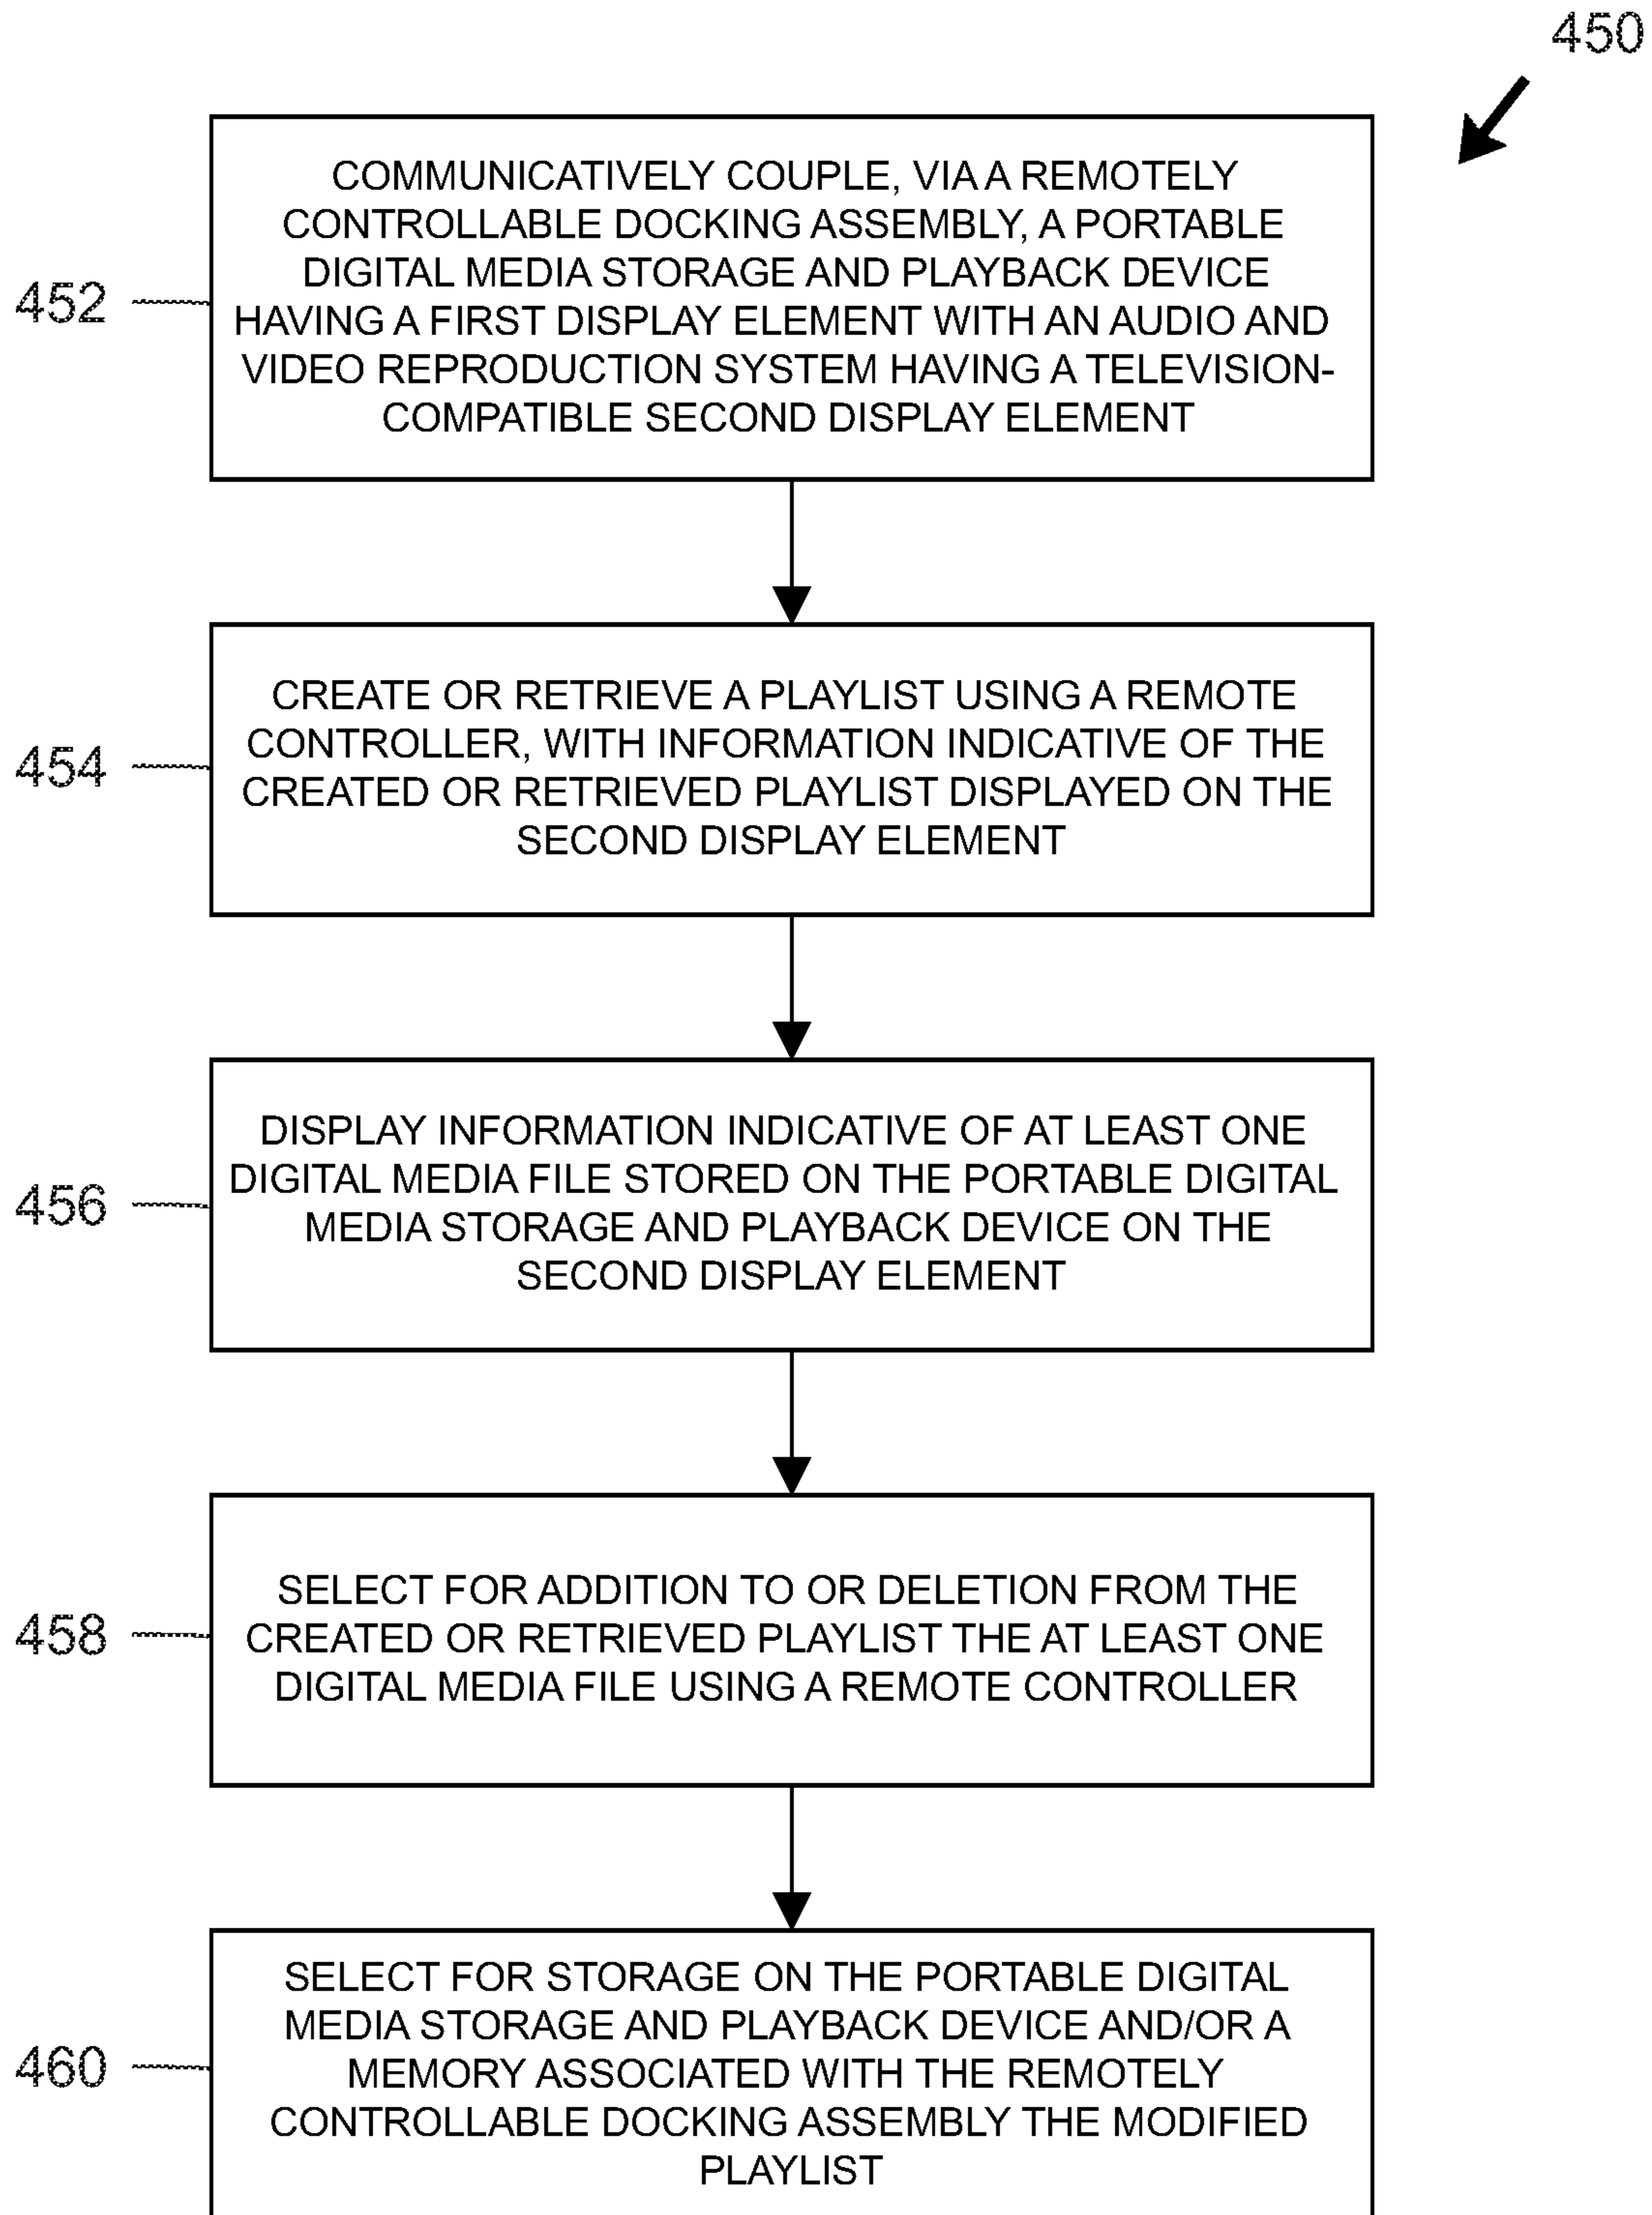 450
COMMUNICATIVELY COUPLE, VIA A REMOTELY
CONTROLLABLE DOCKING ASSEMBLY, A PORTABLE
DIGITAL MEDIA STORAGE AND PLAYBACK DEVICE
HAVING A FIRST DISPLAY ELEMENT WITH AN AUDIO AND
VIDEO REPRODUCTION SYSTEM HAVING A TELEVISION-
COMPATIBLE SECOND DISPLAY ELEMENT
452
CREATE OR RETRIEVE A PLAYLIST USING A REMOTE
CONTROLLER, WITH INFORMATION INDICATIVE OF THE
CREATED OR RETRIEVED PLAYLIST DISPLAYED ON THE
SECOND DISPLAY ELEMENT
454
DISPLAY INFORMATION INDICATIVE OF AT LEAST ONE
DIGITAL MEDIA FILE STORED ON THE PORTABLE DIGITAL
MEDIA STORAGE AND PLAYBACK DEVICE ON THE
SECOND DISPLAY ELEMENT
456
SELECT FOR ADDITION TO OR DELETION FROM THE
CREATED OR RETRIEVED PLAYLIST THE AT LEAST ONE
DIGITAL MEDIA FILE USING A REMOTE CONTROLLER
458
SELECT FOR STORAGE ON THE PORTABLE DIGITAL
MEDIA STORAGE AND PLAYBACK DEVICE AND/OR A
MEMORY ASSOCIATED WITH THE REMOTELY
CONTROLLABLE DOCKING ASSEMBLY THE MODIFIED
PLAYLIST
460